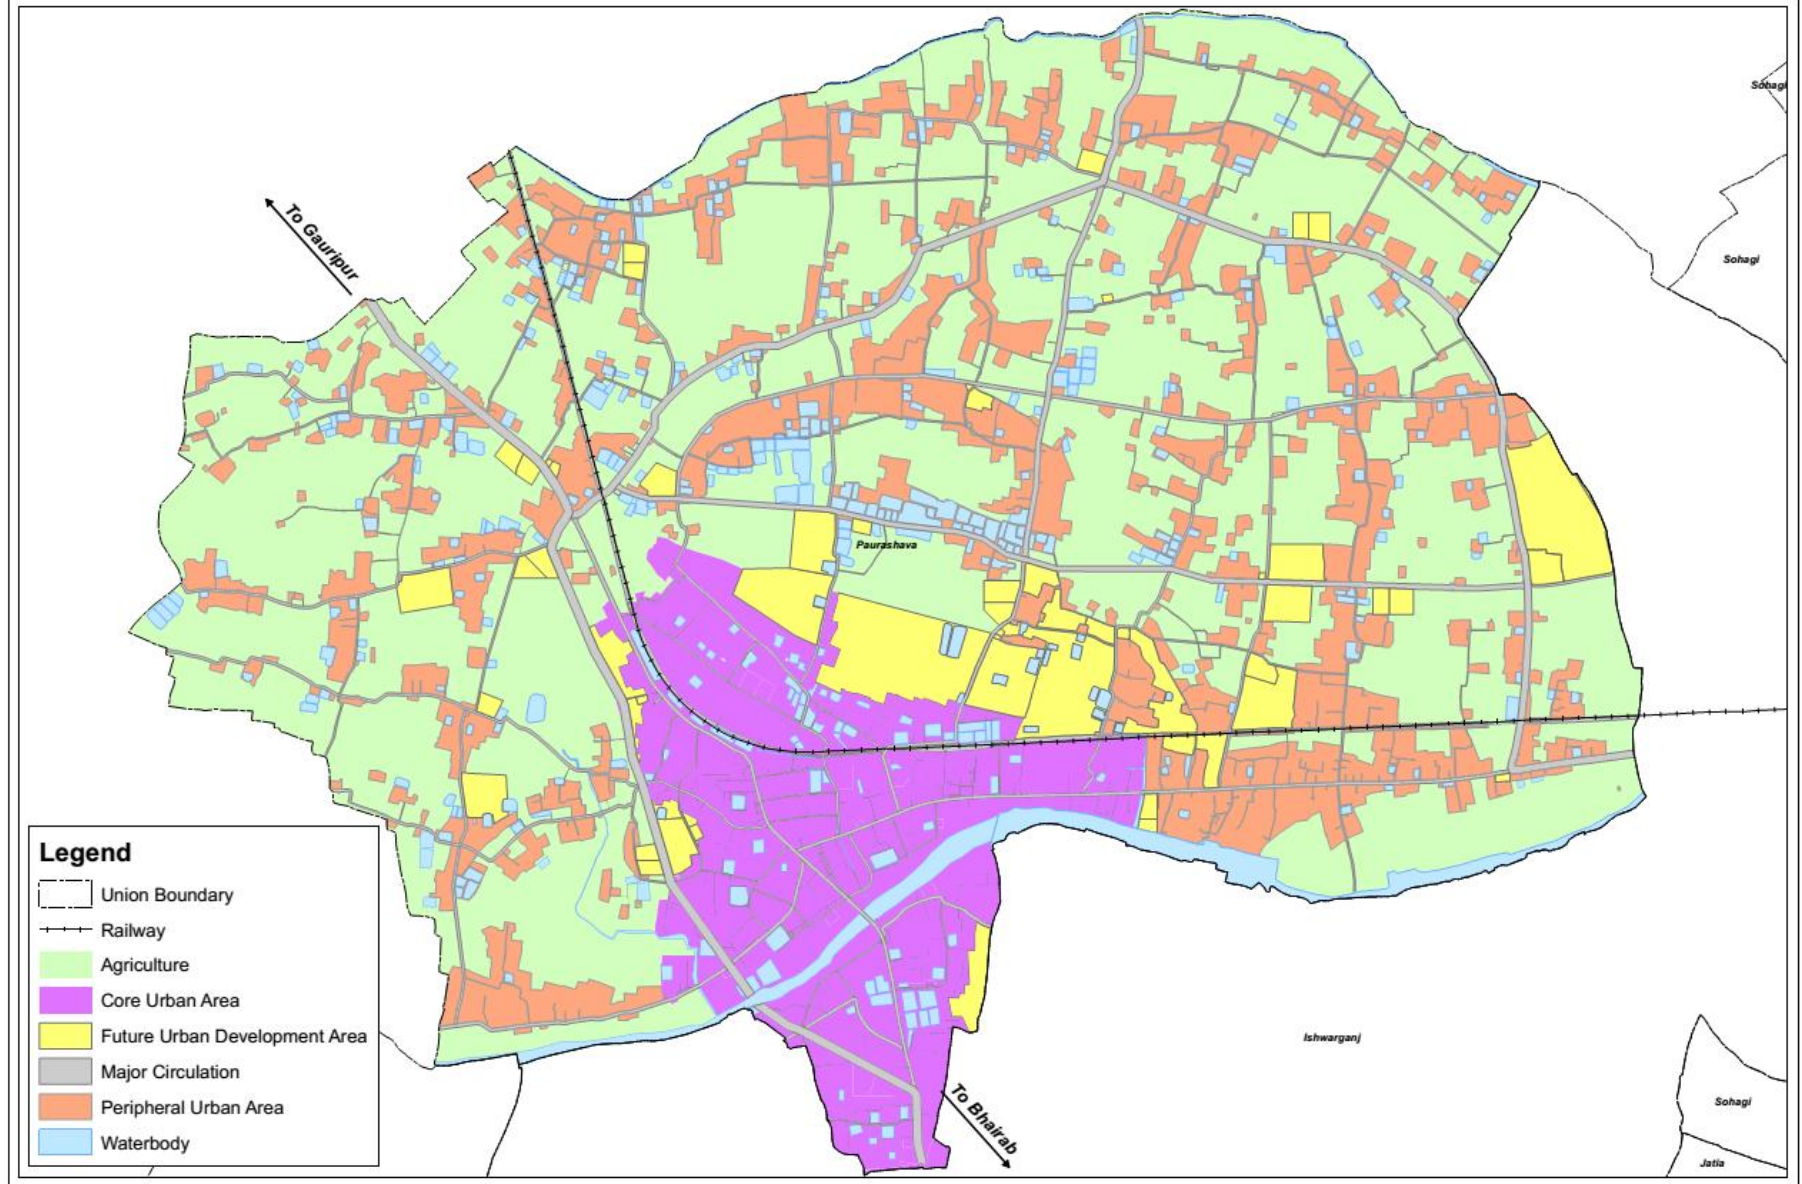 Sohagi
To Gauripur
Sohagi
Paurashava
Legend
Union Boundary
Railway
Agriculture
Core Urban Area
Future Urban Development Area
Major Circulation
Peripheral Urban Area
Waterbody
Ishwarganj
To Bhairab
Sohagi
Jatia